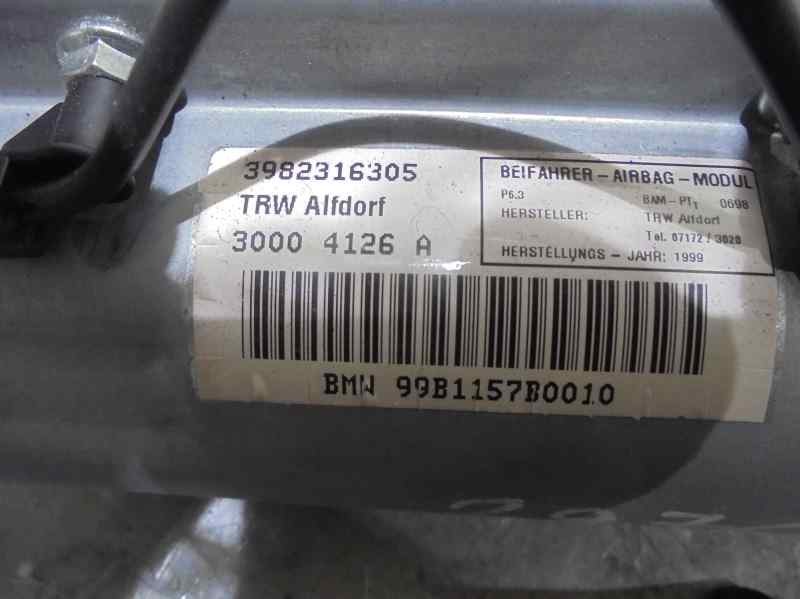 3982316305
TRW Alfdorf
3000 4126 A
BEIFAHRER - AIRBAG - MODUL
P6.3 BAM - PT1 0698
HERSTELLER: TRW Alfdorf
Tel. 07172 / 3020
HERSTELLUNGS - JAHR: 1999
BMW 99B1157B0010